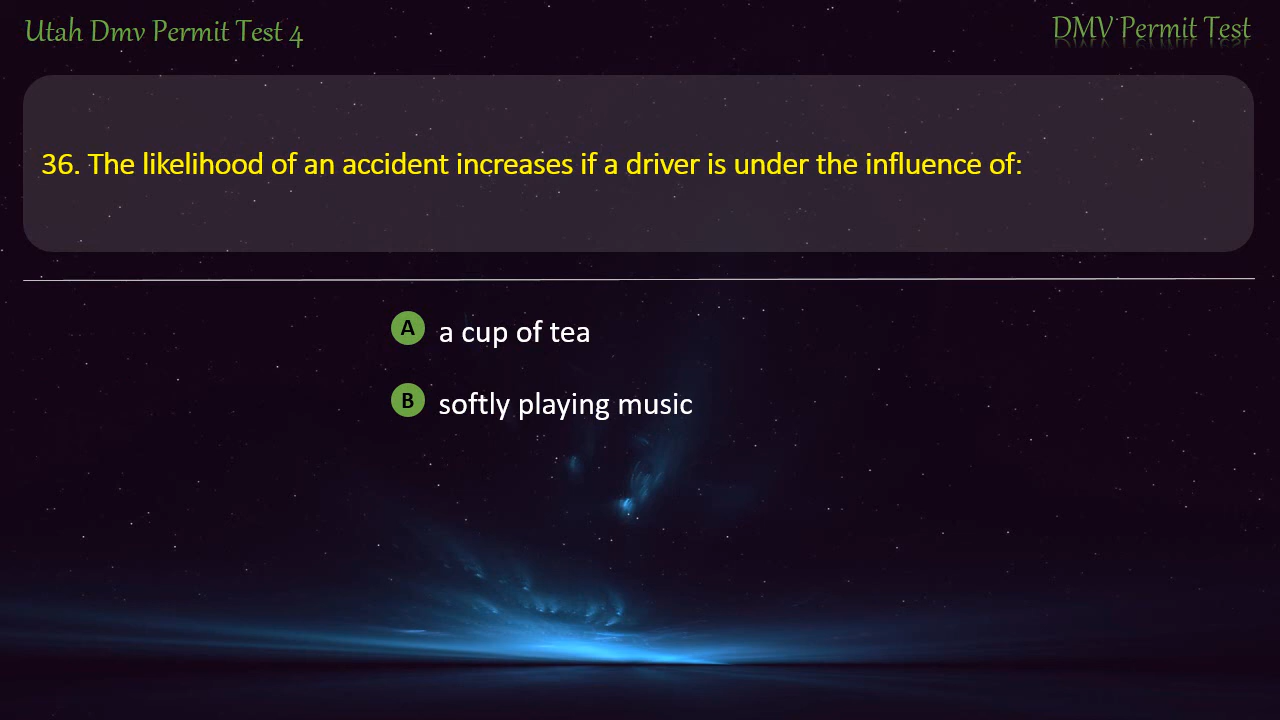 Utah Dmv Permit Test 4
DMV Permit Test
36. The likelihood of an accident increases if a driver is under the influence of:
A a cup of tea
B softly playing music